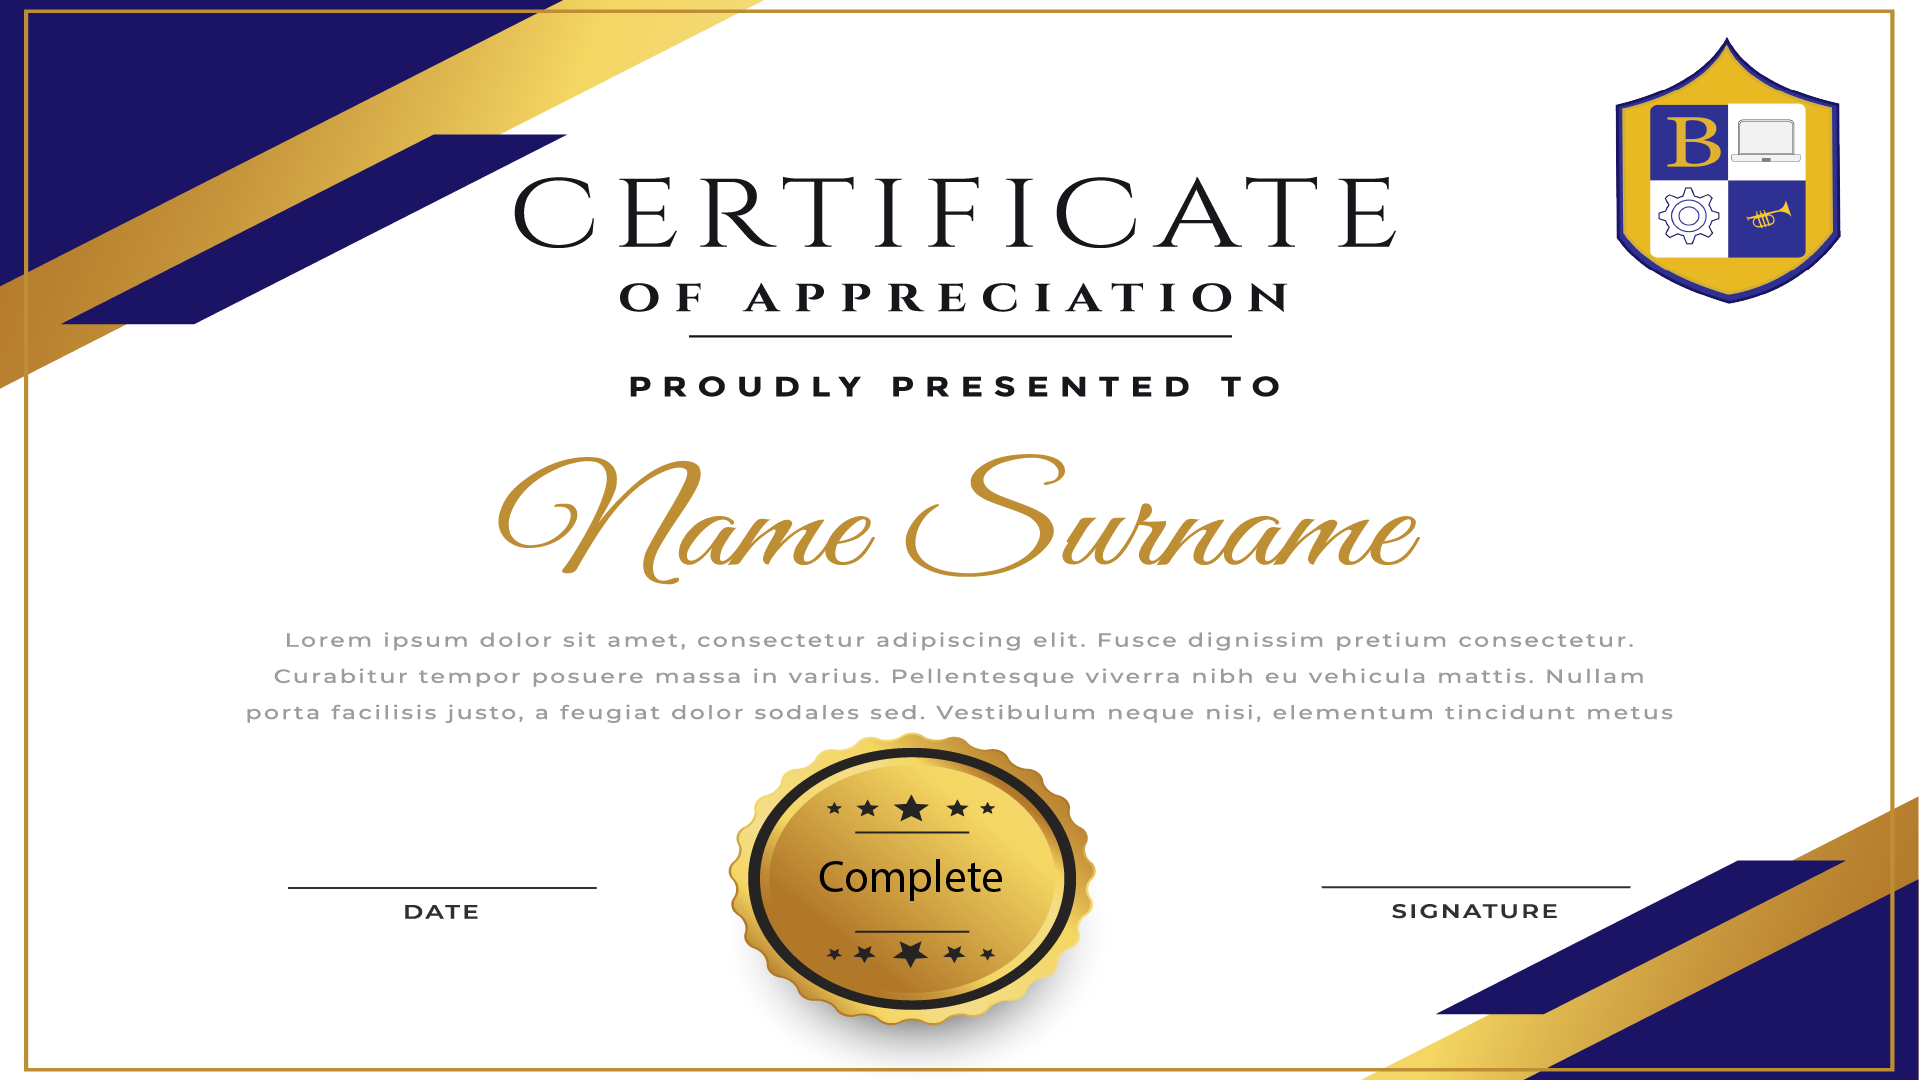 B
CERTIFICATE
OF APPRECIATION
PROUDLY PRESENTED TO
Name Surname
Lorem ipsum dolor sit amet, consectetur adipiscing elit. Fusce dignissim pretium consectetur.
Curabitur tempor posuere massa in varius. Pellentesque viverra nibh eu vehicula mattis. Nullam
porta facilisis justo, a feugiat dolor sodales sed. Vestibulum neque nisi, elementum tincidunt metus
Complete
DATE
SIGNATURE